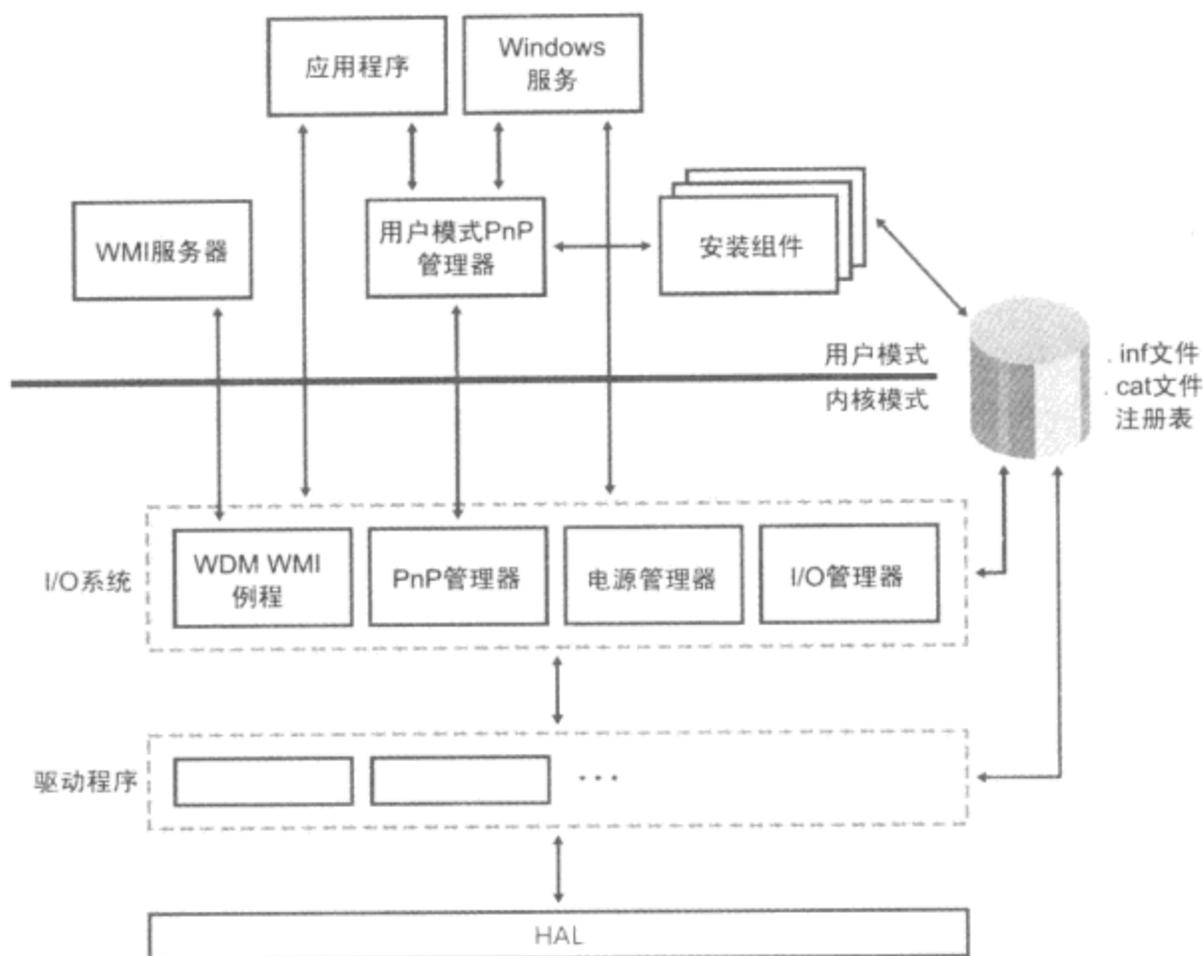 应用程序
Windows
服务
WMI服务器
用户模式PnP
管理器
安装组件
用户模式
内核模式
.inf文件
.cat文件
注册表
I/O系统
WDM WMI
例程
PnP管理器
电源管理器
I/O管理器
驱动程序
...
HAL